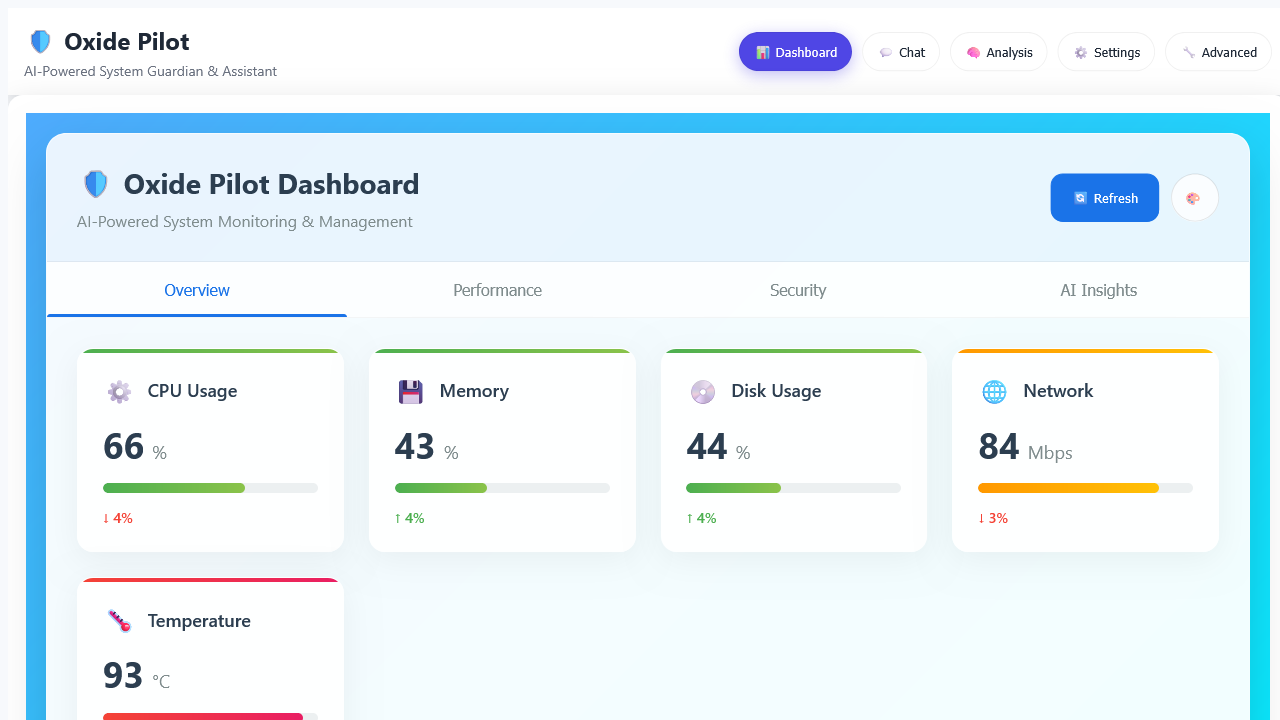 Oxide Pilot
AI-Powered System Guardian & Assistant
Dashboard
Chat
Analysis
Settings
Advanced
Oxide Pilot Dashboard
AI-Powered System Monitoring & Management
Refresh
Overview
Performance
Security
AI Insights
CPU Usage
66 %
↓ 4%
Memory
43 %
↑ 4%
Disk Usage
44 %
↑ 4%
Network
84 Mbps
↓ 3%
Temperature
93 °C